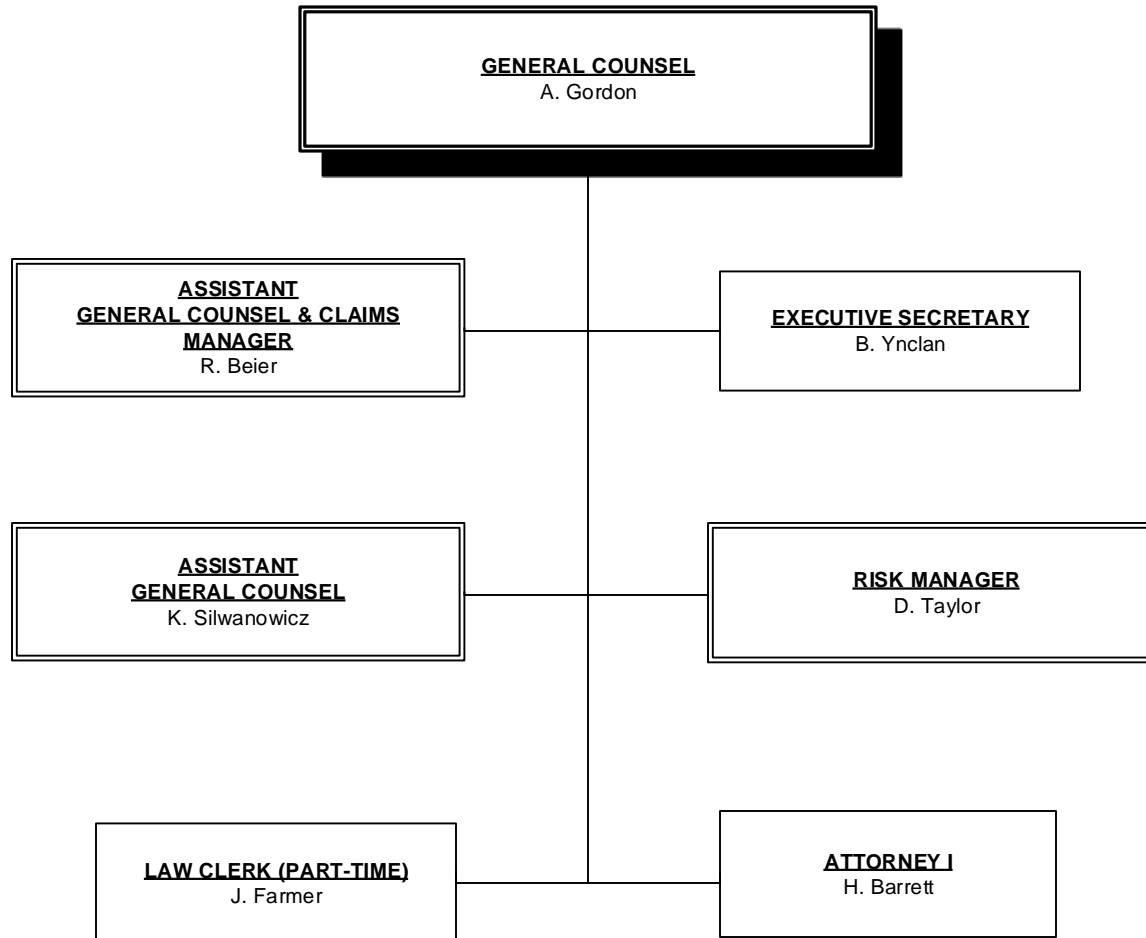 GENERAL COUNSEL
A. Gordon
ASSISTANT
GENERAL COUNSEL & CLAIMS
MANAGER
R. Beier
EXECUTIVE SECRETARY
B. Ynclan
ASSISTANT
GENERAL COUNSEL
K. Silwanowicz
RISK MANAGER
D. Taylor
LAW CLERK (PART-TIME)
J. Farmer
ATTORNEY I
H. Barrett